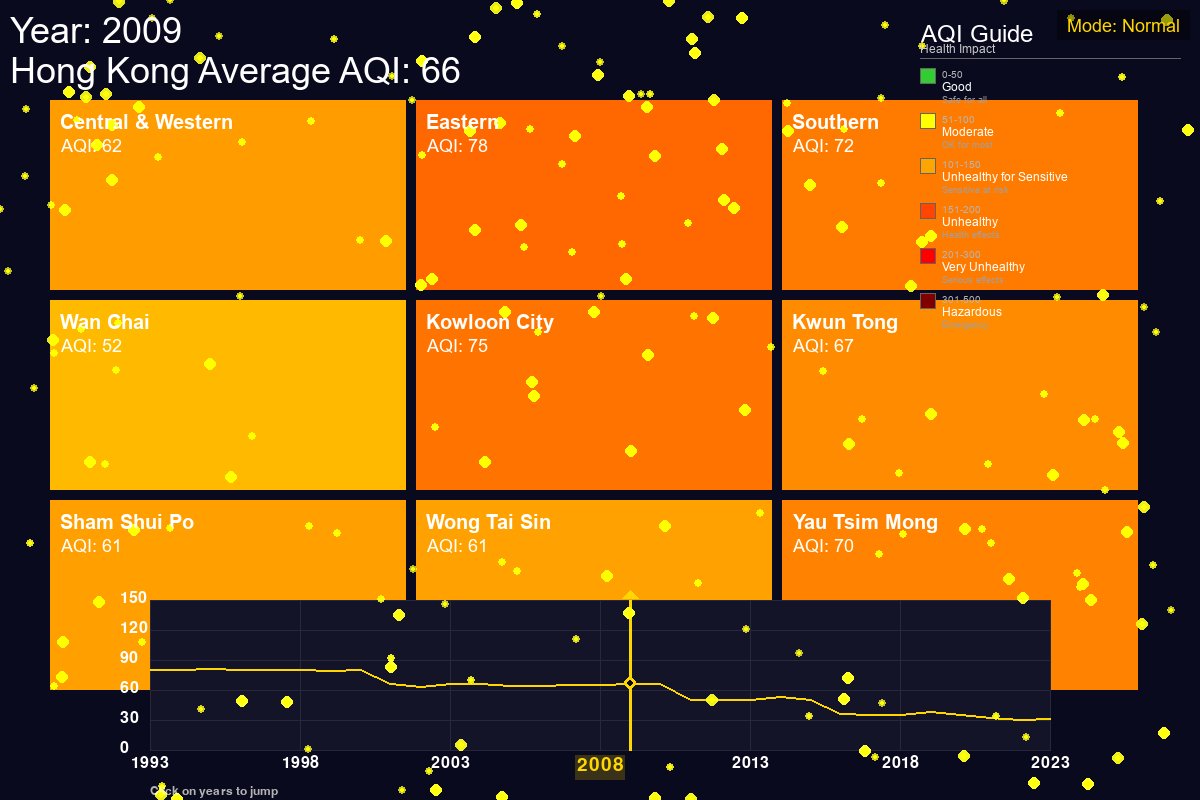 Year: 2009
Hong Kong Average AQI: 66
Mode: Normal
AQI Guide
Health Impact
0-50
Good
Safe for all
51-100
Moderate
OK for most
101-150
Unhealthy for Sensitive
Sensitive at risk
151-200
Unhealthy
Health effects
201-300
Very Unhealthy
Serious effects
301-500
Hazardous
Central & Western
AQI: 62
Eastern
AQI: 78
Southern
AQI: 72
Wan Chai
AQI: 52
Kowloon City
AQI: 75
Kwun Tong
AQI: 67
Sham Shui Po
AQI: 61
Wong Tai Sin
AQI: 61
Yau Tsim Mong
AQI: 70
150
120
90
60
30
0
1993 1998 2003 2008 2013 2018 2023
Click on years to jump